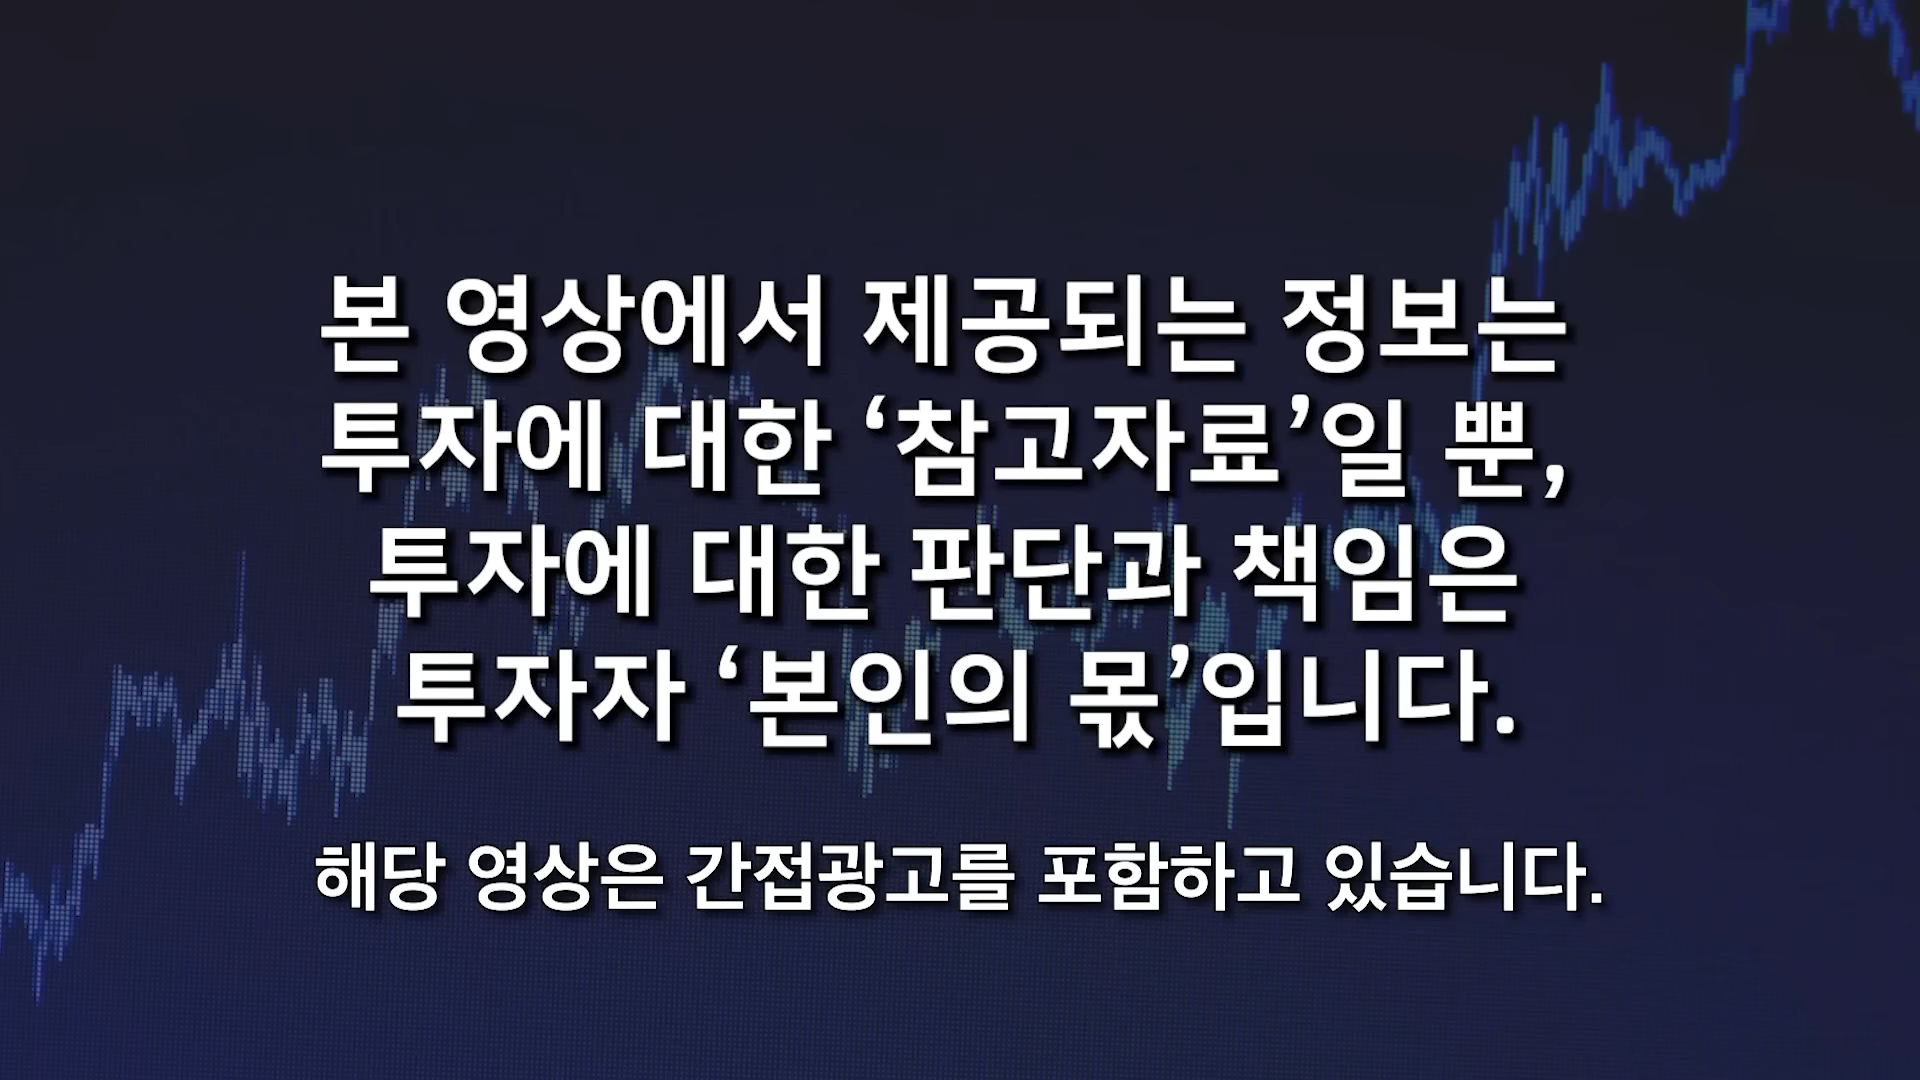 본 영상에서 제공되는 정보는
투자에 대한 ‘참고자료’일 뿐,
투자에 대한 판단과 책임은
투자자 ‘본인의 몫’입니다.
해당 영상은 간접광고를 포함하고 있습니다.